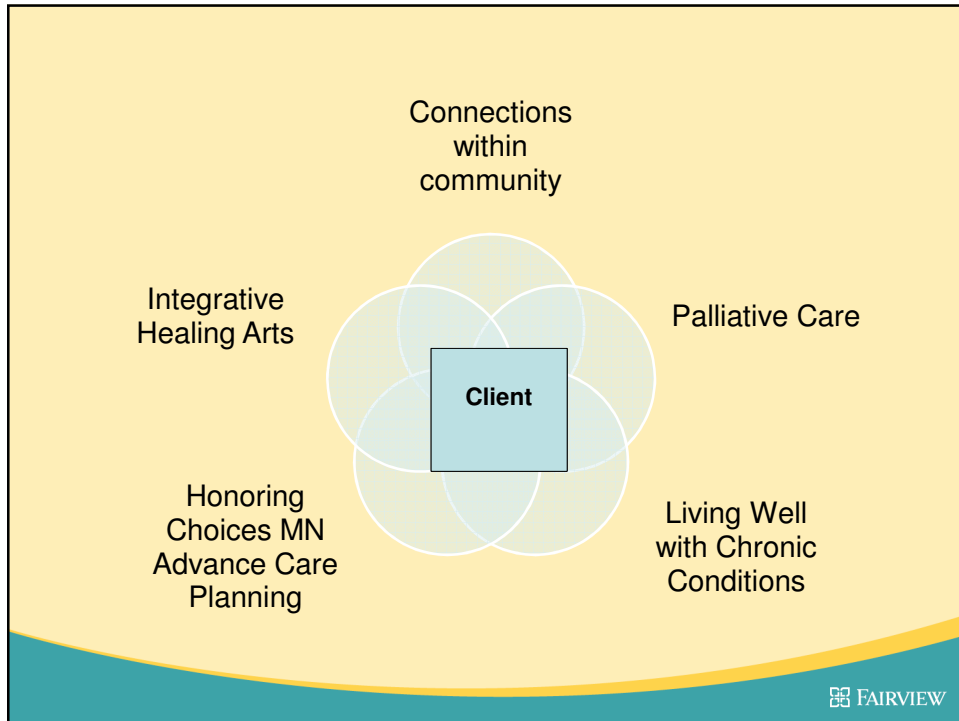 Connections
within
community
Integrative
Healing Arts
Palliative Care
Client
Honoring
Choices MN
Advance Care
Planning
Living Well
with Chronic
Conditions
FAIRVIEW